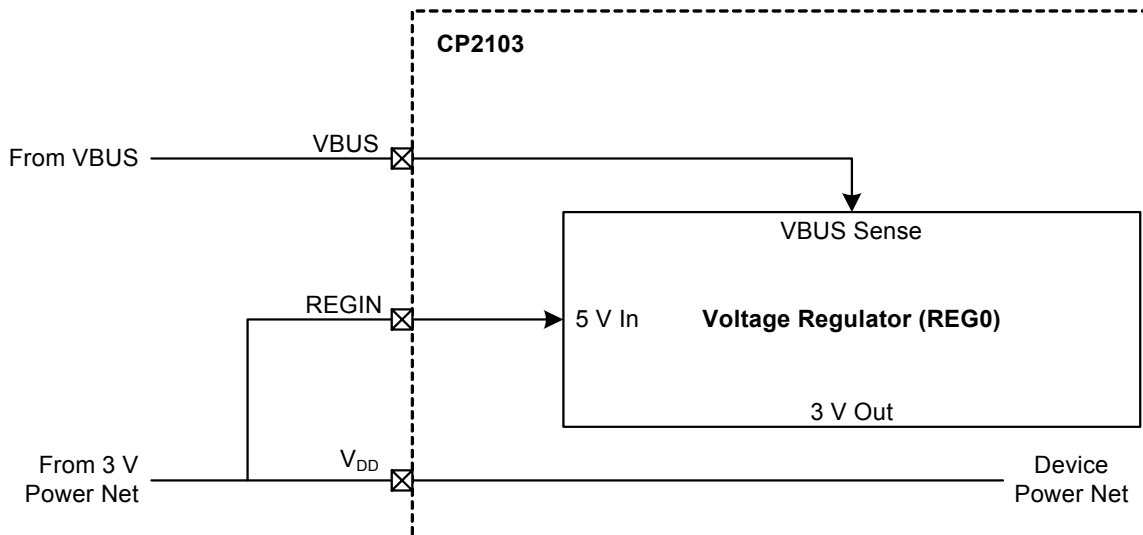 CP2103
From VBUS
VBUS
VBUS Sense
REGIN
5 V In
Voltage Regulator (REG0)
3 V Out
From 3 V
Power Net
VDD
Device
Power Net